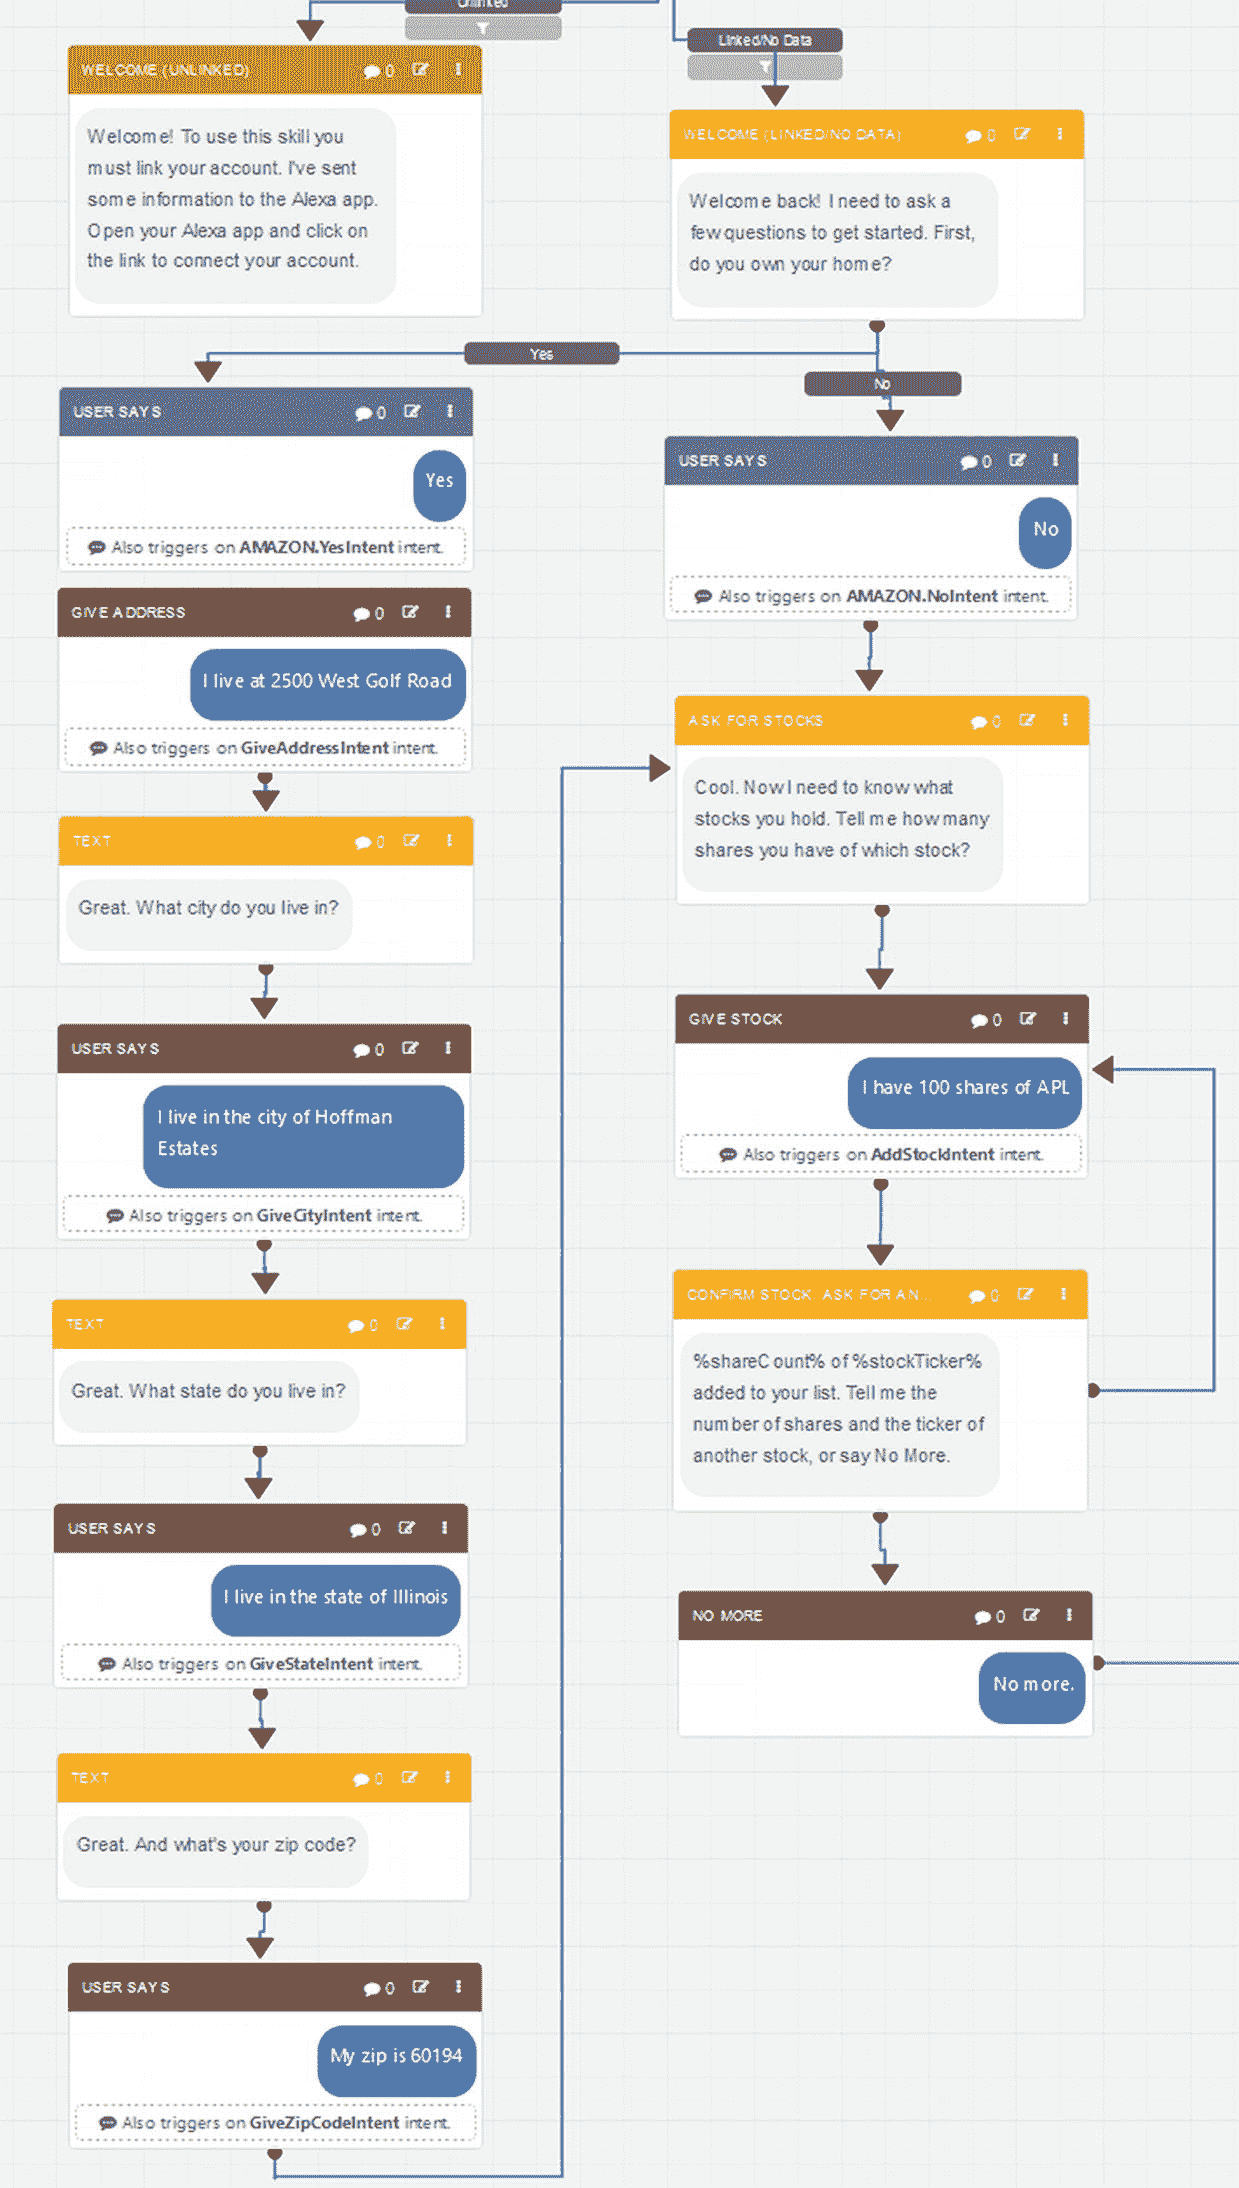 Unlinked
Linked/No Data
WELCOME (UNLINKED) 0
Welcome! To use this skill you
must link your account. I've sent
some information to the Alexa app.
Open your Alexa app and click on
the link to connect your account.
WELCOME (LINKED/NO DATA) 0
Welcome back! I need to ask a
few questions to get started. First,
do you own your home?
Yes
No
USER SAYS 0
Yes
Also triggers on AMAZON.YesIntent intent.
GIVE ADDRESS 0
I live at 2500 West Golf Road
Also triggers on GiveAddressIntent intent.
TEXT 0
Great. What city do you live in?
USER SAYS 0
I live in the city of Hoffman
Estates
Also triggers on GiveCityIntent intent.
TEXT 0
Great. What state do you live in?
USER SAYS 0
I live in the state of Illinois
Also triggers on GiveStateIntent intent.
TEXT 0
Great. And what's your zip code?
USER SAYS 0
My zip is 60194
Also triggers on GiveZipCodeIntent intent.
USER SAYS 0
No
Also triggers on AMAZON.NoIntent intent.
ASK FOR STOCKS 0
Cool. Now I need to know what
stocks you hold. Tell me how many
shares you have of which stock?
GIVE STOCK 0
I have 100 shares of APL
Also triggers on AddStockIntent intent.
CONFIRM STOCK. ASK FOR AN... 0
%shareCount% of %stockTicker%
added to your list. Tell me the
number of shares and the ticker of
another stock, or say No More.
NO MORE 0
No more.